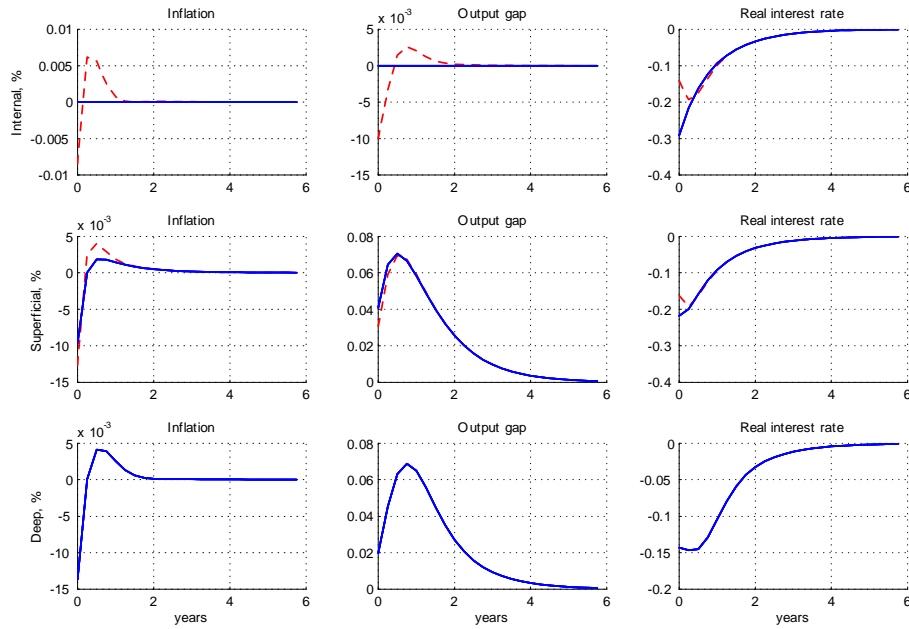 Inflation
Output gap
Real interest rate
x 10⁻³
0.01
0.005
0
-0.005
-0.01
5
0
-5
-10
-15
0
-0.1
-0.2
-0.3
-0.4
Internal, %
0 2 4 6
0 2 4 6
0 2 4 6
Inflation
Output gap
Real interest rate
x 10⁻³
5
0
-5
-10
-15
0.08
0.06
0.04
0.02
0
0
-0.1
-0.2
-0.3
-0.4
Superficial, %
0 2 4 6
0 2 4 6
0 2 4 6
Inflation
Output gap
Real interest rate
x 10⁻³
5
0
-5
-10
-15
0.08
0.06
0.04
0.02
0
0
-0.05
-0.1
-0.15
-0.2
Deep, %
0 2 4 6
0 2 4 6
0 2 4 6
years
years
years